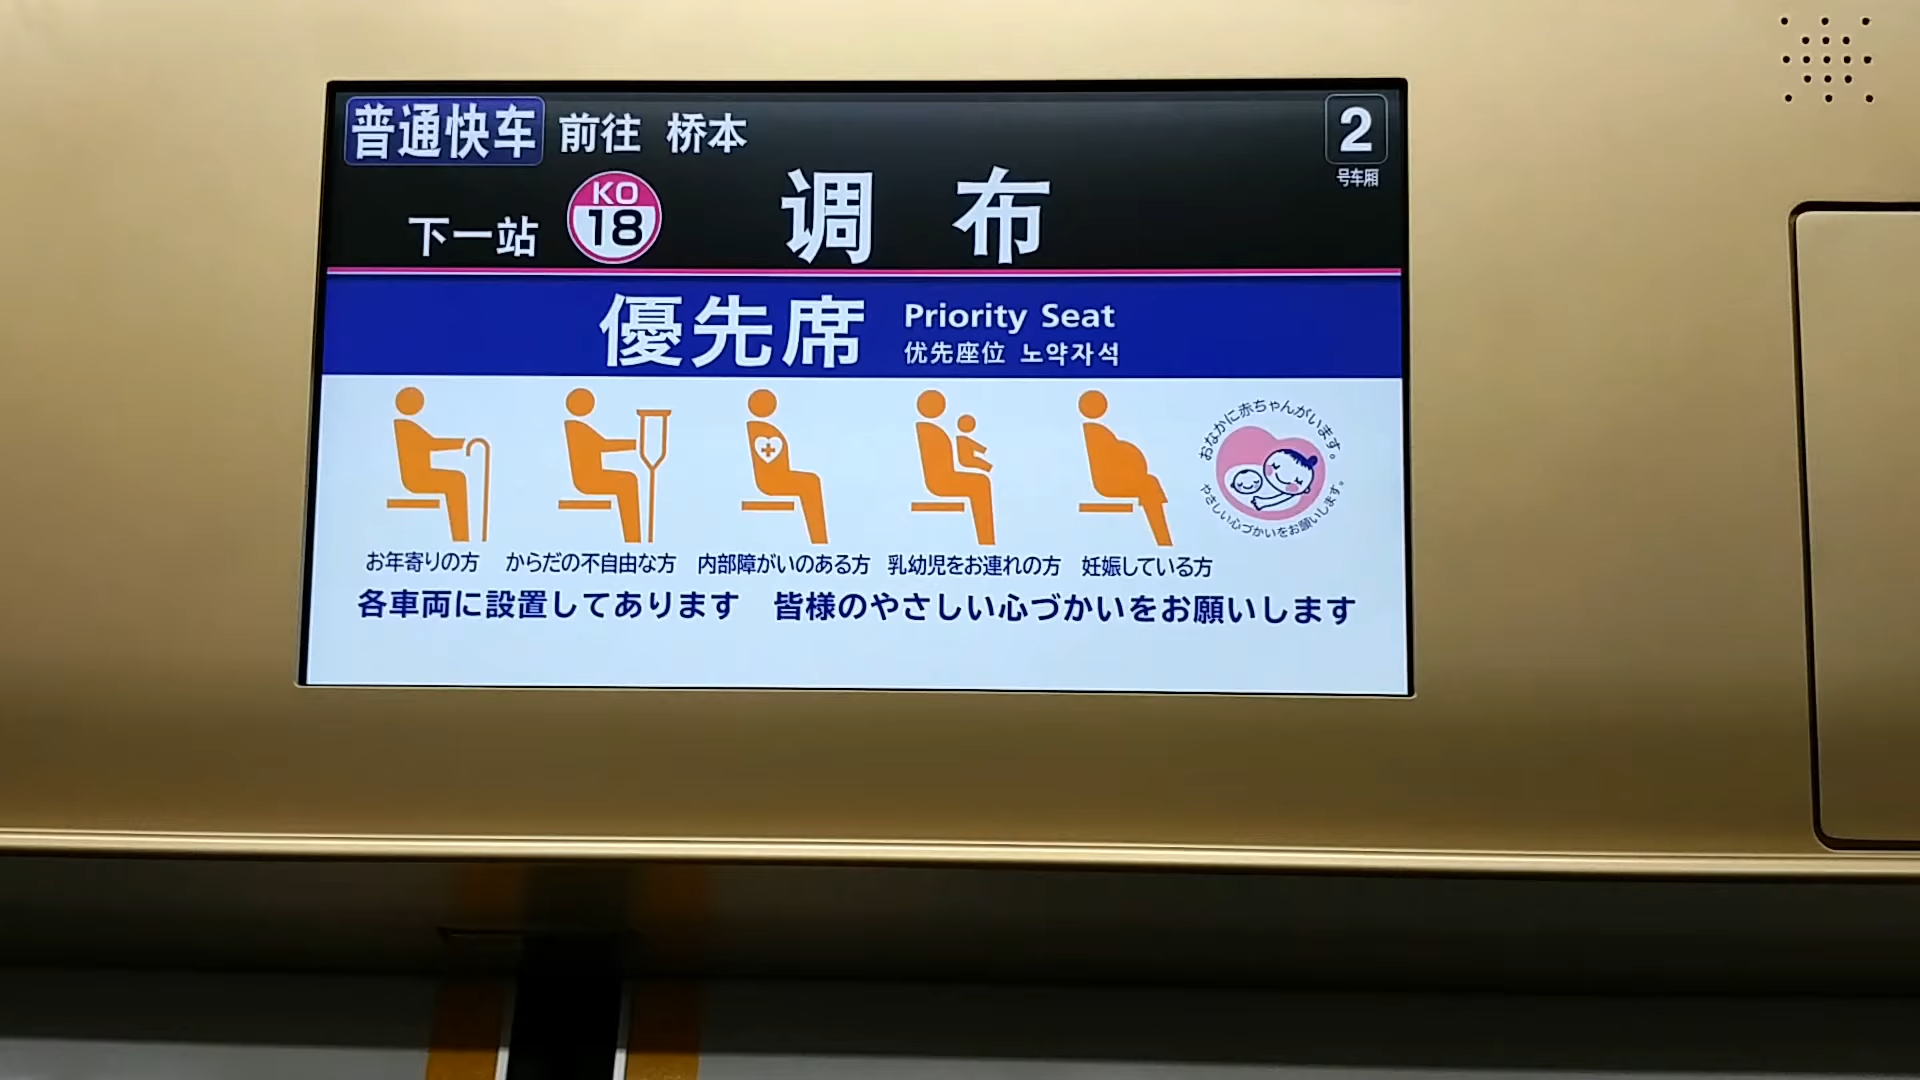 普通快车 前往 桥本
2
号车厢
下一站 KO 18 调布
優先席 Priority Seat
优先座位 노약자석
おなかに赤ちゃんがいます。
やさしい心づかいをお願いします。
お年寄りの方 からだの不自由な方 内部障がいのある方 乳幼児をお連れの方 妊娠している方
各車両に設置してあります 皆様のやさしい心づかいをお願いします